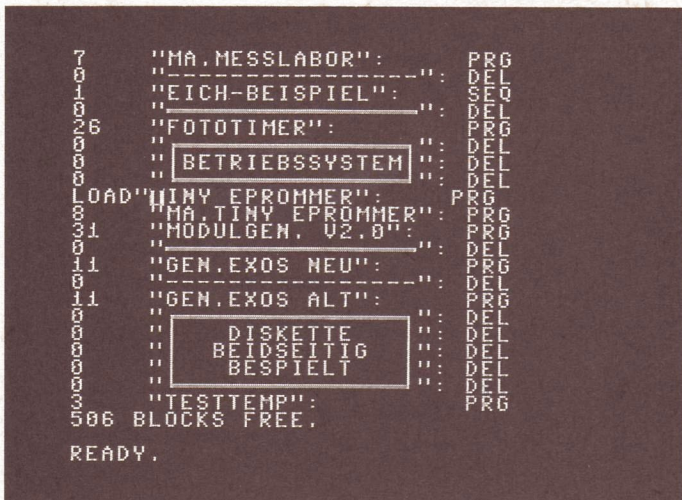 7 "MA.MESSLABOR": PRG
0 "----------------": DEL
1 "EICH-BEISPIEL": SEQ
0 "────────────────": DEL
26 "FOTOTIMER": PRG
0 " ": DEL
0 " BETRIEBSSYSTEM ": DEL
0 " ": DEL
LOAD"TINY EPROMMER": PRG
8 "MA.TINY EPROMMER": PRG
31 "MODULGEN. V2.0": PRG
0 "────────────────": DEL
11 "GEN.EXOS NEU": PRG
0 "----------------": DEL
11 "GEN.EXOS ALT": PRG
0 " ": DEL
0 " DISKETTE ": DEL
0 " BEIDSEITIG ": DEL
0 " BESPIELT ": DEL
0 " ": DEL
3 "TESTTEMP": PRG
506 BLOCKS FREE.
READY.